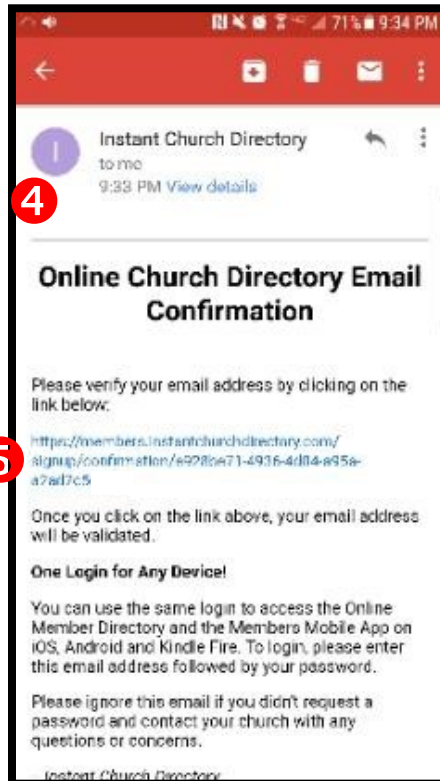 71% 9:34 PM
I
Instant Church Directory
to me
9:33 PM View details
4
Online Church Directory Email
Confirmation
Please verify your email address by clicking on the
link below:
5
https://members.instantchurchdirectory.com/
signup/confirmation/e928be71-4936-4d04-a95a-
a7ad7c5
Once you click on the link above, your email address
will be validated.
One Login for Any Device!
You can use the same login to access the Online
Member Directory and the Members Mobile App on
iOS, Android and Kindle Fire. To login, please enter
this email address followed by your password.
Please ignore this email if you didn't request a
password and contact your church with any
questions or concerns.
Instant Church Directory